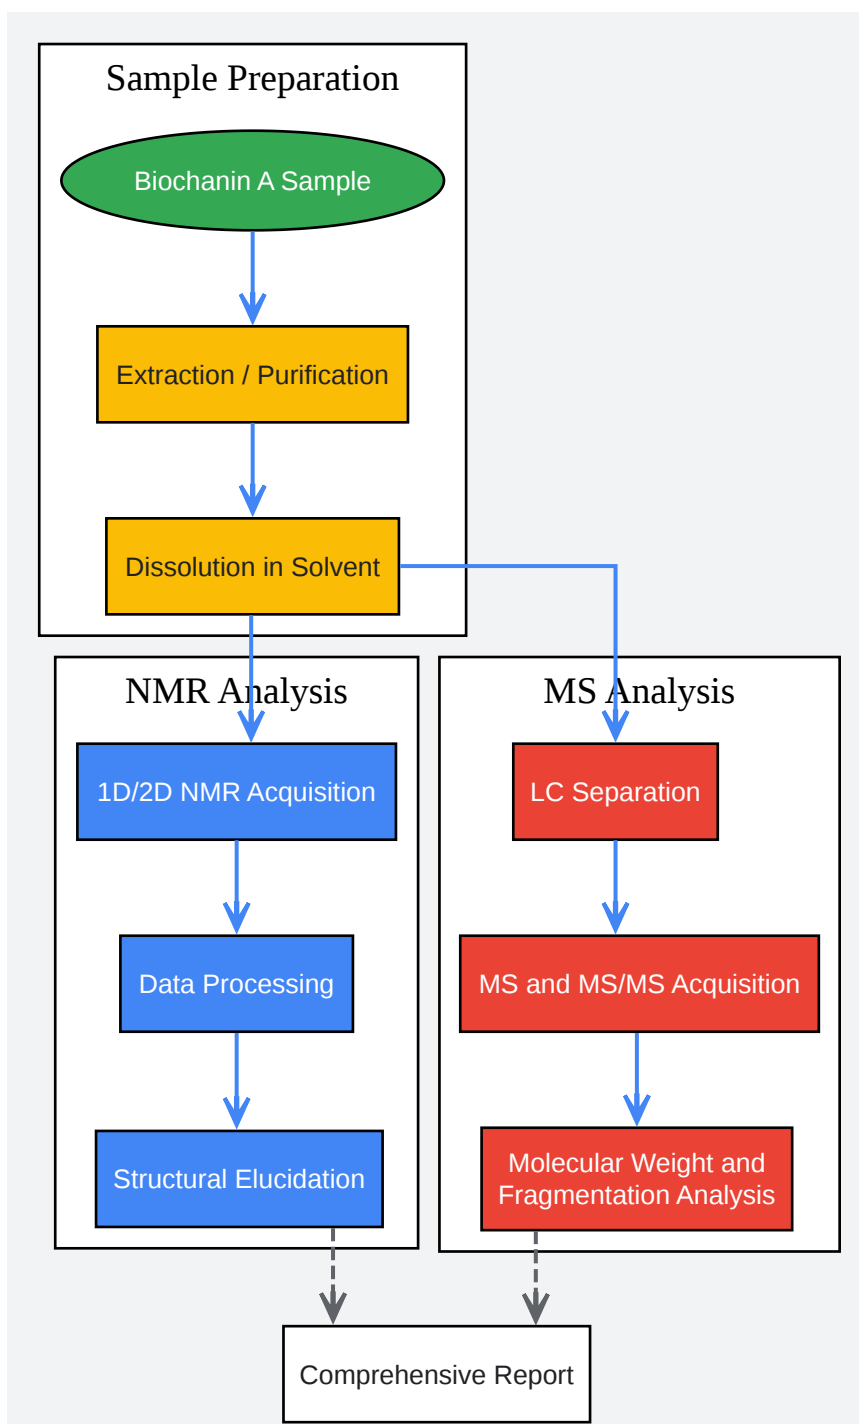 Sample Preparation
Biochanin A Sample
Extraction / Purification
Dissolution in Solvent
NMR Analysis
1D/2D NMR Acquisition
Data Processing
Structural Elucidation
MS Analysis
LC Separation
MS and MS/MS Acquisition
Molecular Weight and
Fragmentation Analysis
Comprehensive Report